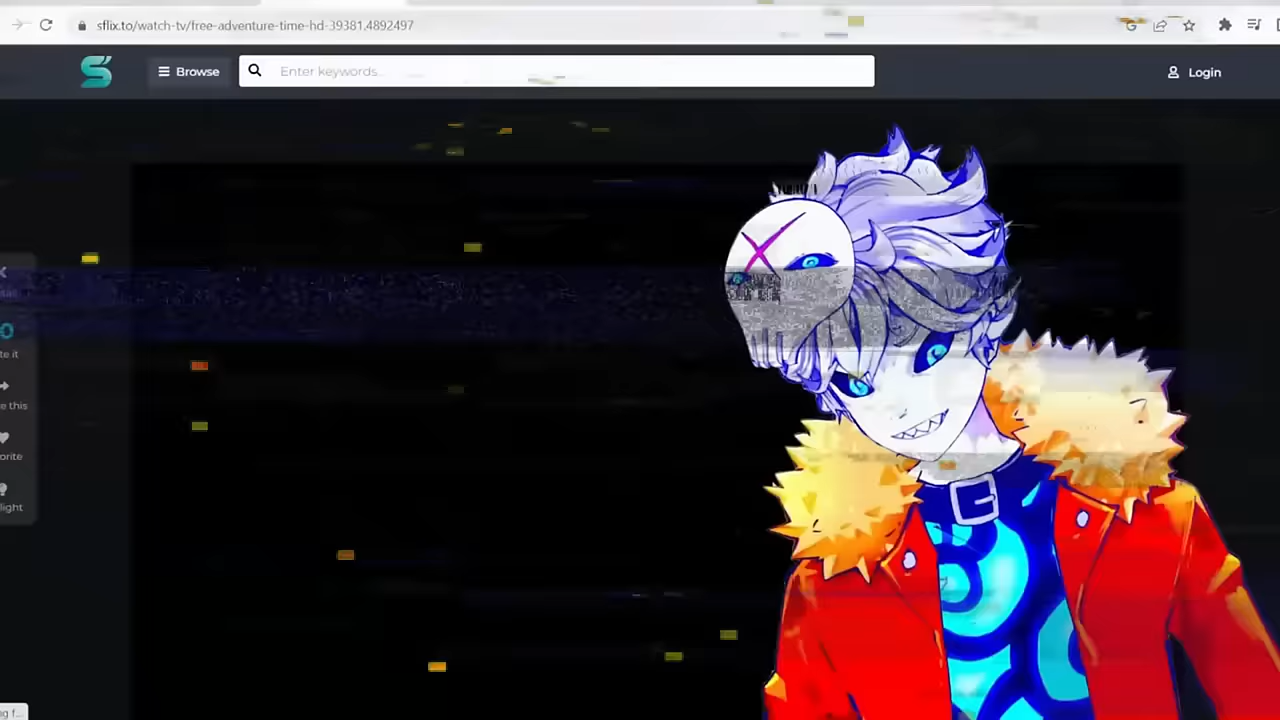 sflix.to/watch-tv/free-adventure-time-hd-39381.4892497
Browse
Enter keywords...
Login
te it
e this
orite
light
ng f...